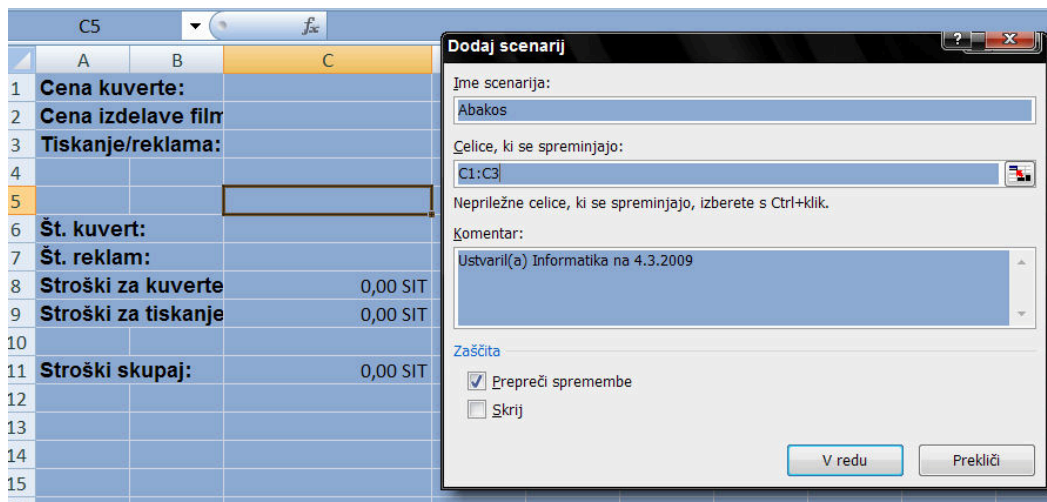 C5
fx
A B C
1 Cena kuverte:
2 Cena izdelave film
3 Tiskanje/reklama:
4
5
6 Št. kuvert:
7 Št. reklam:
8 Stroški za kuverte 0,00 SIT
9 Stroški za tiskanje 0,00 SIT
10
11 Stroški skupaj: 0,00 SIT
12
13
14
15
Dodaj scenarij
? X
Ime scenarija:
Abakos
Celice, ki se spreminjajo:
C1:C3
Nepriležne celice, ki se spreminjajo, izberete s Ctrl+klik.
Komentar:
Ustvaril(a) Informatika na 4.3.2009
Zaščita
Prepreči spremembe
Skrij
V redu Prekliči